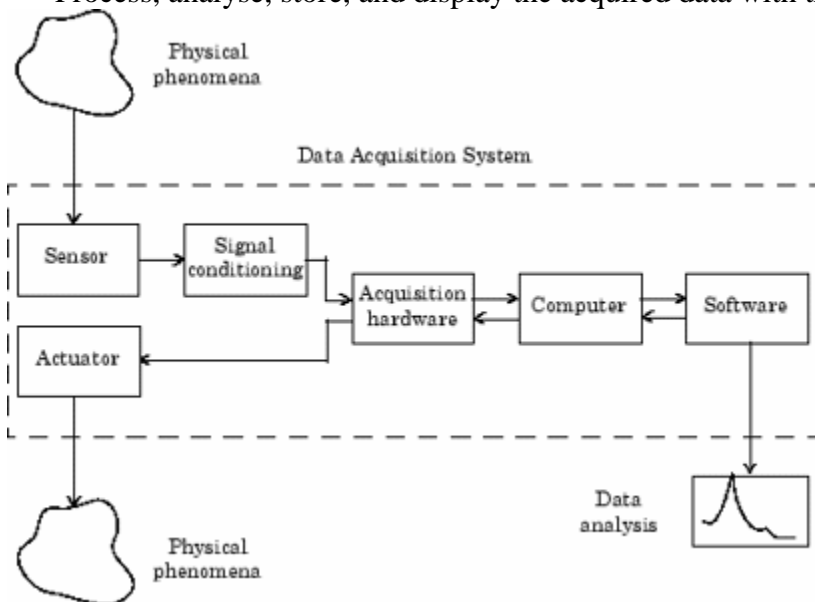 Process, analyse, store, and display the acquired data with
Physical
phenomena
Data Acquisition System
Sensor
Signal
conditioning
Acquisition
hardware
Computer
Software
Actuator
Data
analysis
Physical
phenomena